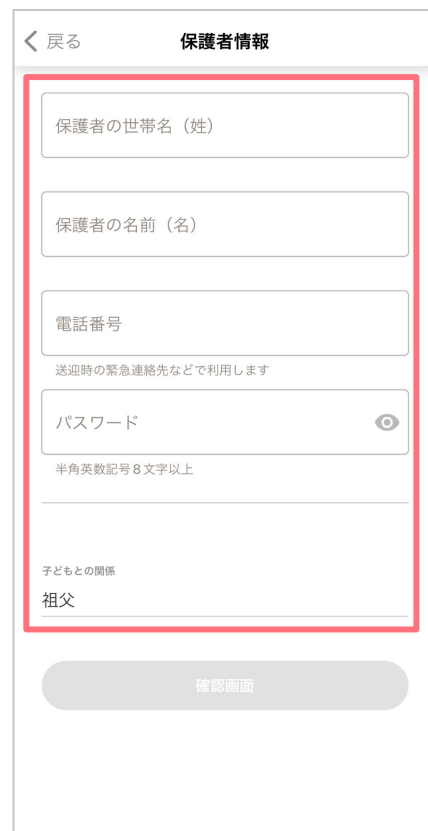 戻る
保護者情報
保護者の世帯名（姓）
保護者の名前（名）
電話番号
送迎時の緊急連絡先などで利用します
パスワード
半角英数記号8文字以上
子どもとの関係
祖父
確認画面